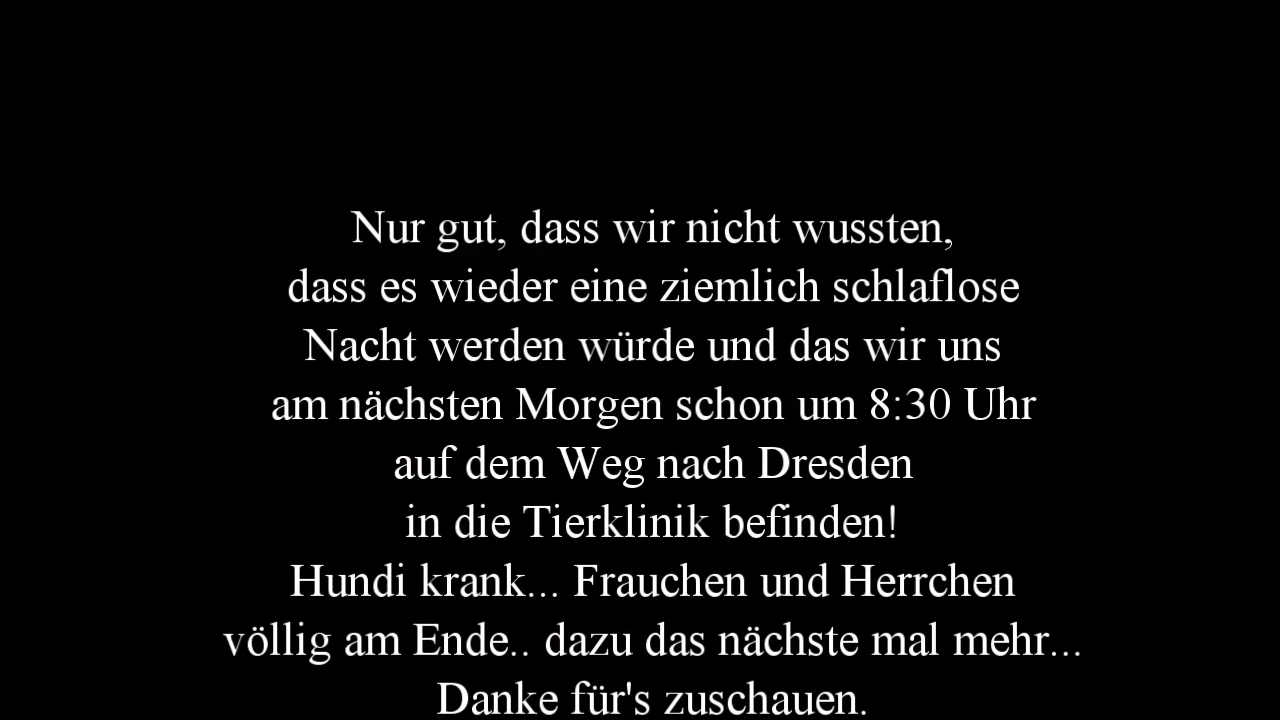 Nur gut, dass wir nicht wussten,
dass es wieder eine ziemlich schlaflose
Nacht werden würde und das wir uns
am nächsten Morgen schon um 8:30 Uhr
auf dem Weg nach Dresden
in die Tierklinik befinden!
Hundi krank... Frauchen und Herrchen
völlig am Ende.. dazu das nächste mal mehr...
Danke für's zuschauen.